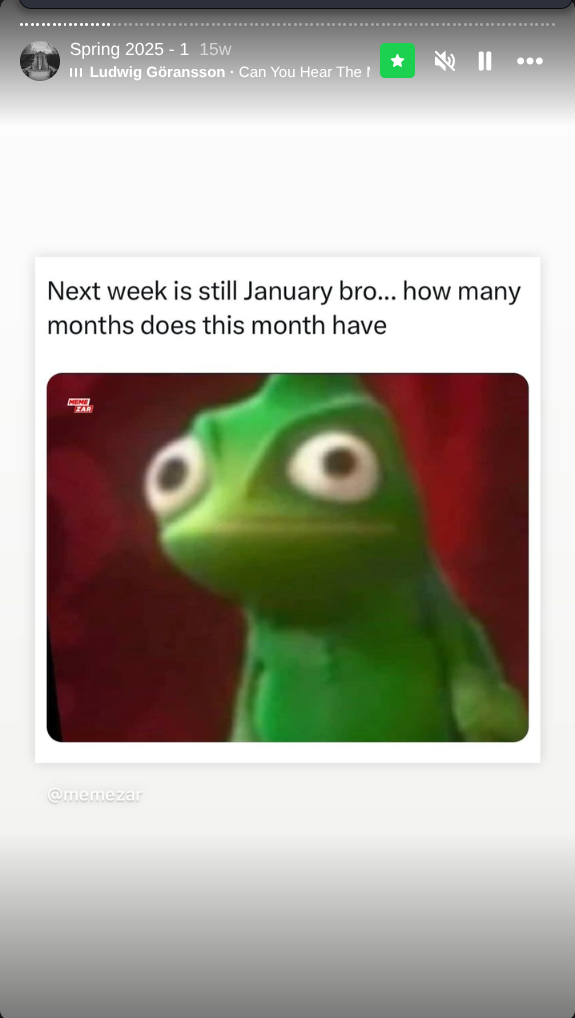 Spring 2025 - 1 15w
Ludwig Göransson · Can You Hear The
Next week is still January bro... how many
months does this month have
MEME
ZAR
@memezar